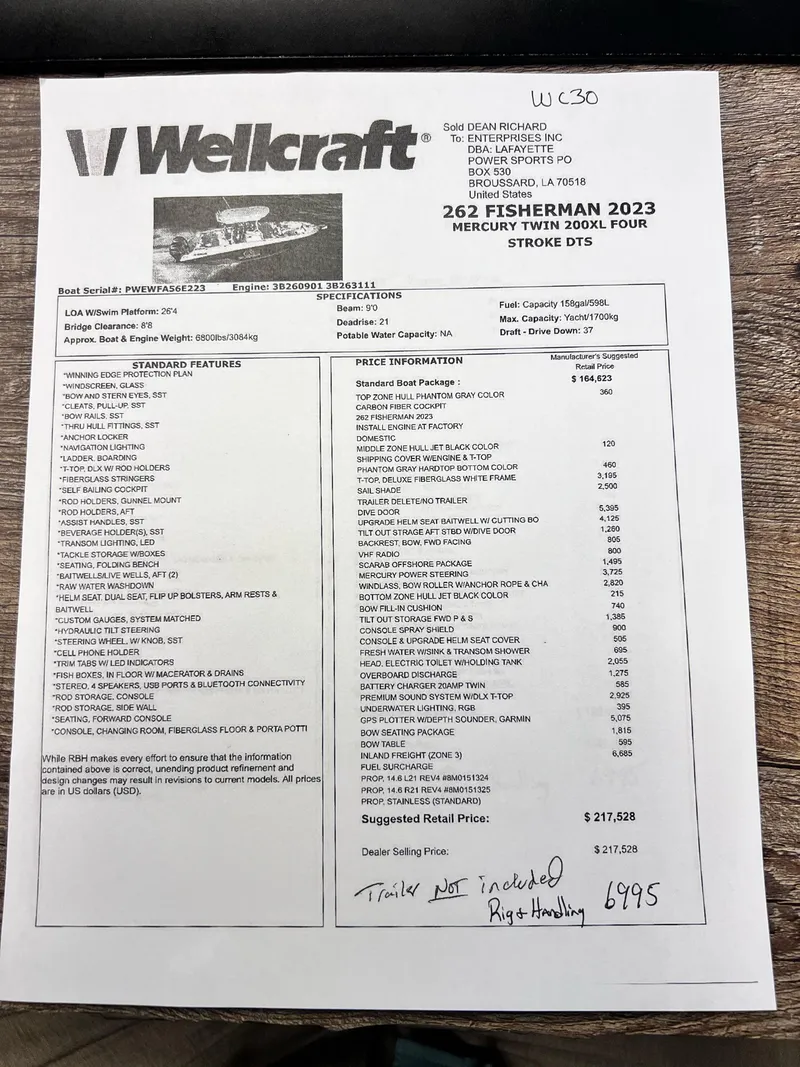 WC30
Wellcraft®
Sold DEAN RICHARD
To: ENTERPRISES INC
DBA: LAFAYETTE
POWER SPORTS PO
BOX 530
BROUSSARD, LA 70518
United States
262 FISHERMAN 2023
MERCURY TWIN 200XL FOUR
STROKE DTS
Boat Serial#: PWEWFA56E223 Engine: 3B260901 3B263111
SPECIFICATIONS
LOA W/Swim Platform: 26'4
Bridge Clearance: 8'8
Approx. Boat & Engine Weight: 6800lbs/3084kg
Beam: 9'0
Deadrise: 21
Potable Water Capacity: NA
Fuel: Capacity 158gal/598L
Max. Capacity: Yacht/1700kg
Draft - Drive Down: 37
STANDARD FEATURES
*WINNING EDGE PROTECTION PLAN
*WINDSCREEN, GLASS
*BOW AND STERN EYES, SST
*CLEATS, PULL-UP, SST
*BOW RAILS, SST
*THRU HULL FITTINGS, SST
*ANCHOR LOCKER
*NAVIGATION LIGHTING
*LADDER, BOARDING
*T-TOP, DLX W/ ROD HOLDERS
*FIBERGLASS STRINGERS
*SELF BAILING COCKPIT
*ROD HOLDERS, GUNNEL MOUNT
*ROD HOLDERS, AFT
*ASSIST HANDLES, SST
*BEVERAGE HOLDER(S), SST
*TRANSOM LIGHTING, LED
*TACKLE STORAGE W/BOXES
*SEATING, FOLDING BENCH
*BAITWELLS/LIVE WELLS, AFT (2)
*RAW WATER WASHDOWN
*HELM SEAT, DUAL SEAT, FLIP UP BOLSTERS, ARM RESTS &
BAITWELL
*CUSTOM GAUGES, SYSTEM MATCHED
*HYDRAULIC TILT STEERING
*STEERING WHEEL, W/ KNOB, SST
*CELL PHONE HOLDER
*TRIM TABS W/ LED INDICATORS
*FISH BOXES, IN FLOOR W/ MACERATOR & DRAINS
*STEREO, 4 SPEAKERS, USB PORTS & BLUETOOTH CONNECTIVITY
*ROD STORAGE, CONSOLE
*ROD STORAGE, SIDE WALL
*SEATING, FORWARD CONSOLE
*CONSOLE, CHANGING ROOM, FIBERGLASS FLOOR & PORTA POTTI
While RBH makes every effort to ensure that the information
contained above is correct, unending product refinement and
design changes may result in revisions to current models. All prices
are in US dollars (USD).
PRICE INFORMATION Manufacturer's Suggested
Retail Price
Standard Boat Package : $ 164,623
TOP ZONE HULL PHANTOM GRAY COLOR 360
CARBON FIBER COCKPIT
262 FISHERMAN 2023
INSTALL ENGINE AT FACTORY
DOMESTIC
MIDDLE ZONE HULL JET BLACK COLOR 120
SHIPPING COVER W/ENGINE & T-TOP
PHANTOM GRAY HARDTOP BOTTOM COLOR 460
T-TOP, DELUXE FIBERGLASS WHITE FRAME 3,195
SAIL SHADE 2,500
TRAILER DELETE/NO TRAILER
DIVE DOOR 5,395
UPGRADE HELM SEAT BAITWELL W/ CUTTING BO 4,125
TILT OUT STRAGE AFT STBD W/DIVE DOOR 1,260
BACKREST, BOW, FWD FACING 805
VHF RADIO 800
SCARAB OFFSHORE PACKAGE 1,495
MERCURY POWER STEERING 3,725
WINDLASS, BOW ROLLER W/ANCHOR ROPE & CHA 2,820
BOTTOM ZONE HULL JET BLACK COLOR 215
BOW FILL-IN CUSHION 740
TILT OUT STORAGE FWD P & S 1,385
CONSOLE SPRAY SHIELD 900
CONSOLE & UPGRADE HELM SEAT COVER 505
FRESH WATER W/SINK & TRANSOM SHOWER 695
HEAD, ELECTRIC TOILET W/HOLDING TANK 2,055
OVERBOARD DISCHARGE 1,275
BATTERY CHARGER 20AMP TWIN 585
PREMIUM SOUND SYSTEM W/DLX T-TOP 2,925
UNDERWATER LIGHTING, RGB 395
GPS PLOTTER W/DEPTH SOUNDER, GARMIN 5,075
BOW SEATING PACKAGE 1,815
BOW TABLE 595
INLAND FREIGHT (ZONE 3) 6,685
FUEL SURCHARGE
PROP, 14.6 L21 REV4 #8M0151324
PROP, 14.6 R21 REV4 #8M0151325
PROP, STAINLESS (STANDARD)
Suggested Retail Price: $ 217,528
Dealer Selling Price: $ 217,528
Trailer NOT included
Rig & Handling 6995